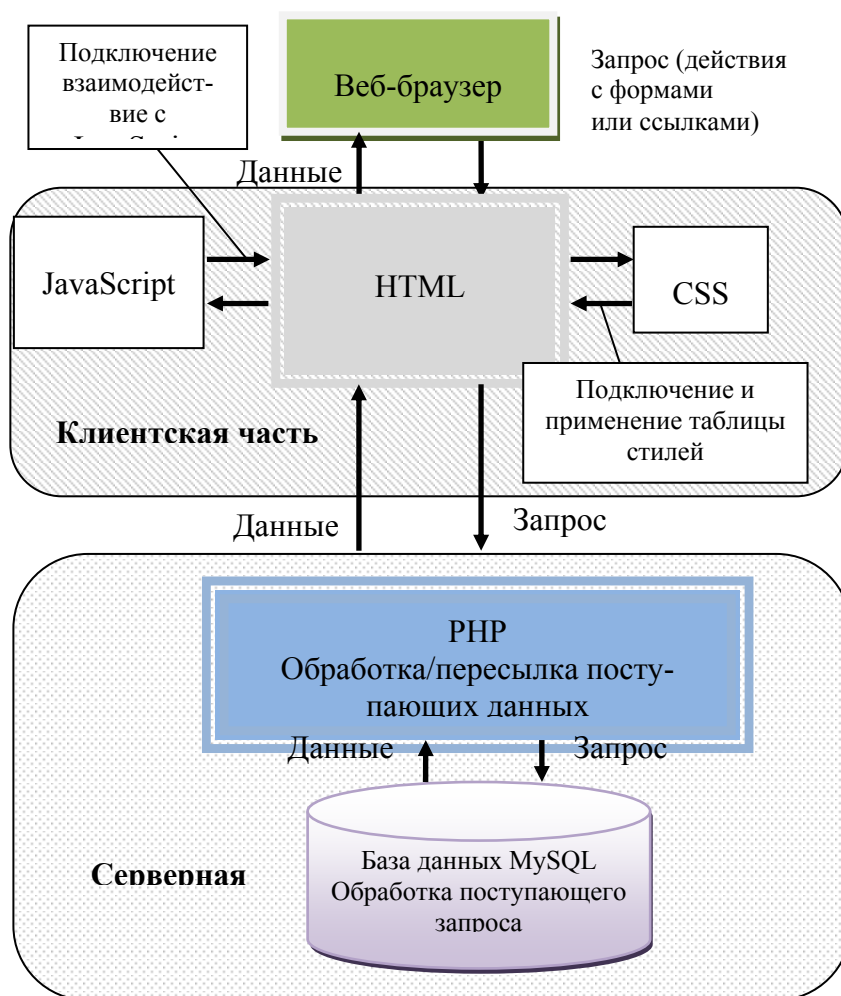 Подключение
взаимодейст-
вие с
Веб-браузер
Запрос (действия
с формами
или ссылками)
Данные
JavaScript
HTML
CSS
Подключение и
применение таблицы
стилей
Клиентская часть
Данные
Запрос
PHP
Обработка/пересылка посту-
пающих данных
Данные
Запрос
База данных MySQL
Обработка поступающего
запроса
Серверная